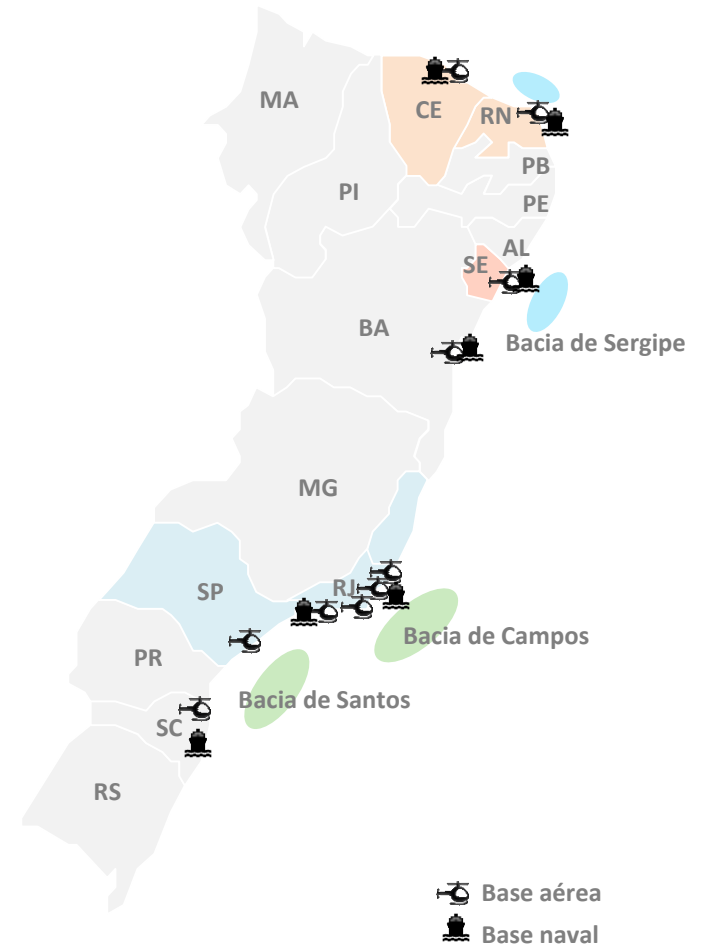 MA
CE
RN
PB
PI
PE
AL
SE
BA
Bacia de Sergipe
MG
RJ
SP
Bacia de Campos
PR
Bacia de Santos
SC
RS
Base aérea
Base naval